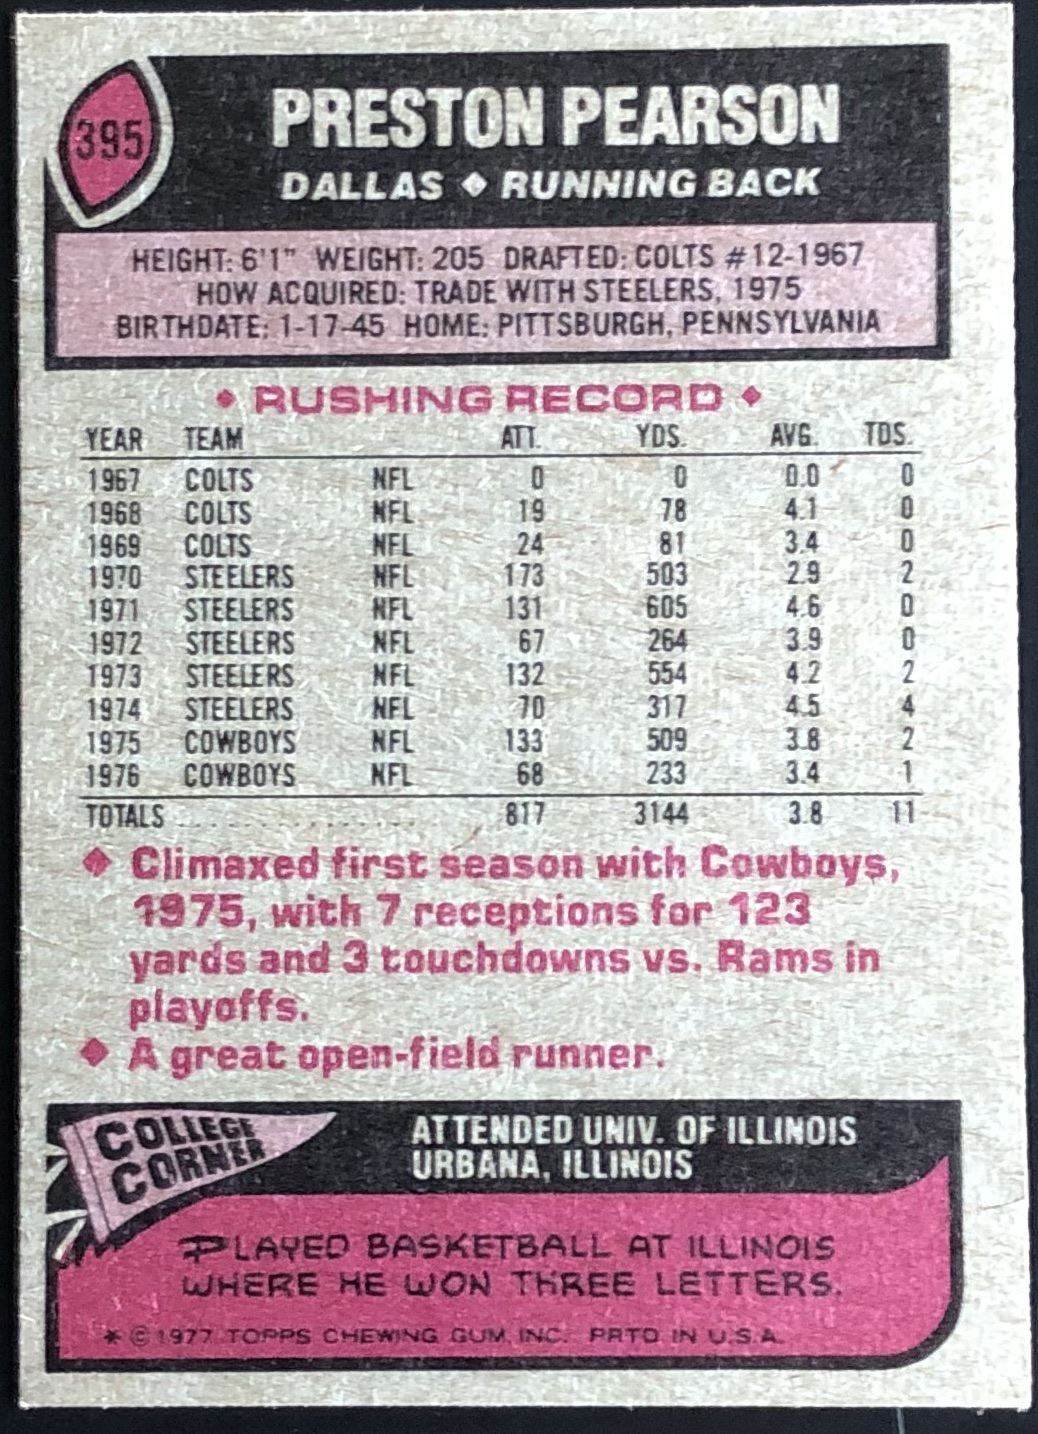 395
PRESTON PEARSON
DALLAS ♦ RUNNING BACK
HEIGHT: 6'1" WEIGHT: 205 DRAFTED: COLTS #12-1967
HOW ACQUIRED: TRADE WITH STEELERS, 1975
BIRTHDATE: 1-17-45 HOME: PITTSBURGH, PENNSYLVANIA
♦ RUSHING RECORD ♦
YEAR TEAM ATT. YDS. AVG. TDS.
1967 COLTS NFL 0 0 0.0 0
1968 COLTS NFL 19 78 4.1 0
1969 COLTS NFL 24 81 3.4 0
1970 STEELERS NFL 173 503 2.9 2
1971 STEELERS NFL 131 605 4.6 0
1972 STEELERS NFL 67 264 3.9 0
1973 STEELERS NFL 132 554 4.2 2
1974 STEELERS NFL 70 317 4.5 4
1975 COWBOYS NFL 133 509 3.8 2
1976 COWBOYS NFL 68 233 3.4 1
TOTALS .............. 817 3144 3.8 11
♦ Climaxed first season with Cowboys,
1975, with 7 receptions for 123
yards and 3 touchdowns vs. Rams in
playoffs.
♦ A great open-field runner.
COLLEGE
CORNER
ATTENDED UNIV. OF ILLINOIS
URBANA, ILLINOIS
PLAYED BASKETBALL AT ILLINOIS
WHERE HE WON THREE LETTERS.
* © 1977 TOPPS CHEWING GUM, INC. PRTD IN U.S.A.